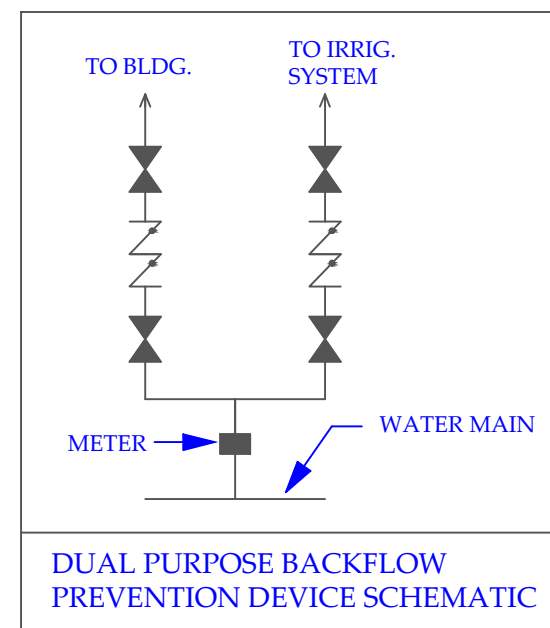 TO BLDG.
TO IRRIG.
SYSTEM
METER
WATER MAIN
DUAL PURPOSE BACKFLOW
PREVENTION DEVICE SCHEMATIC